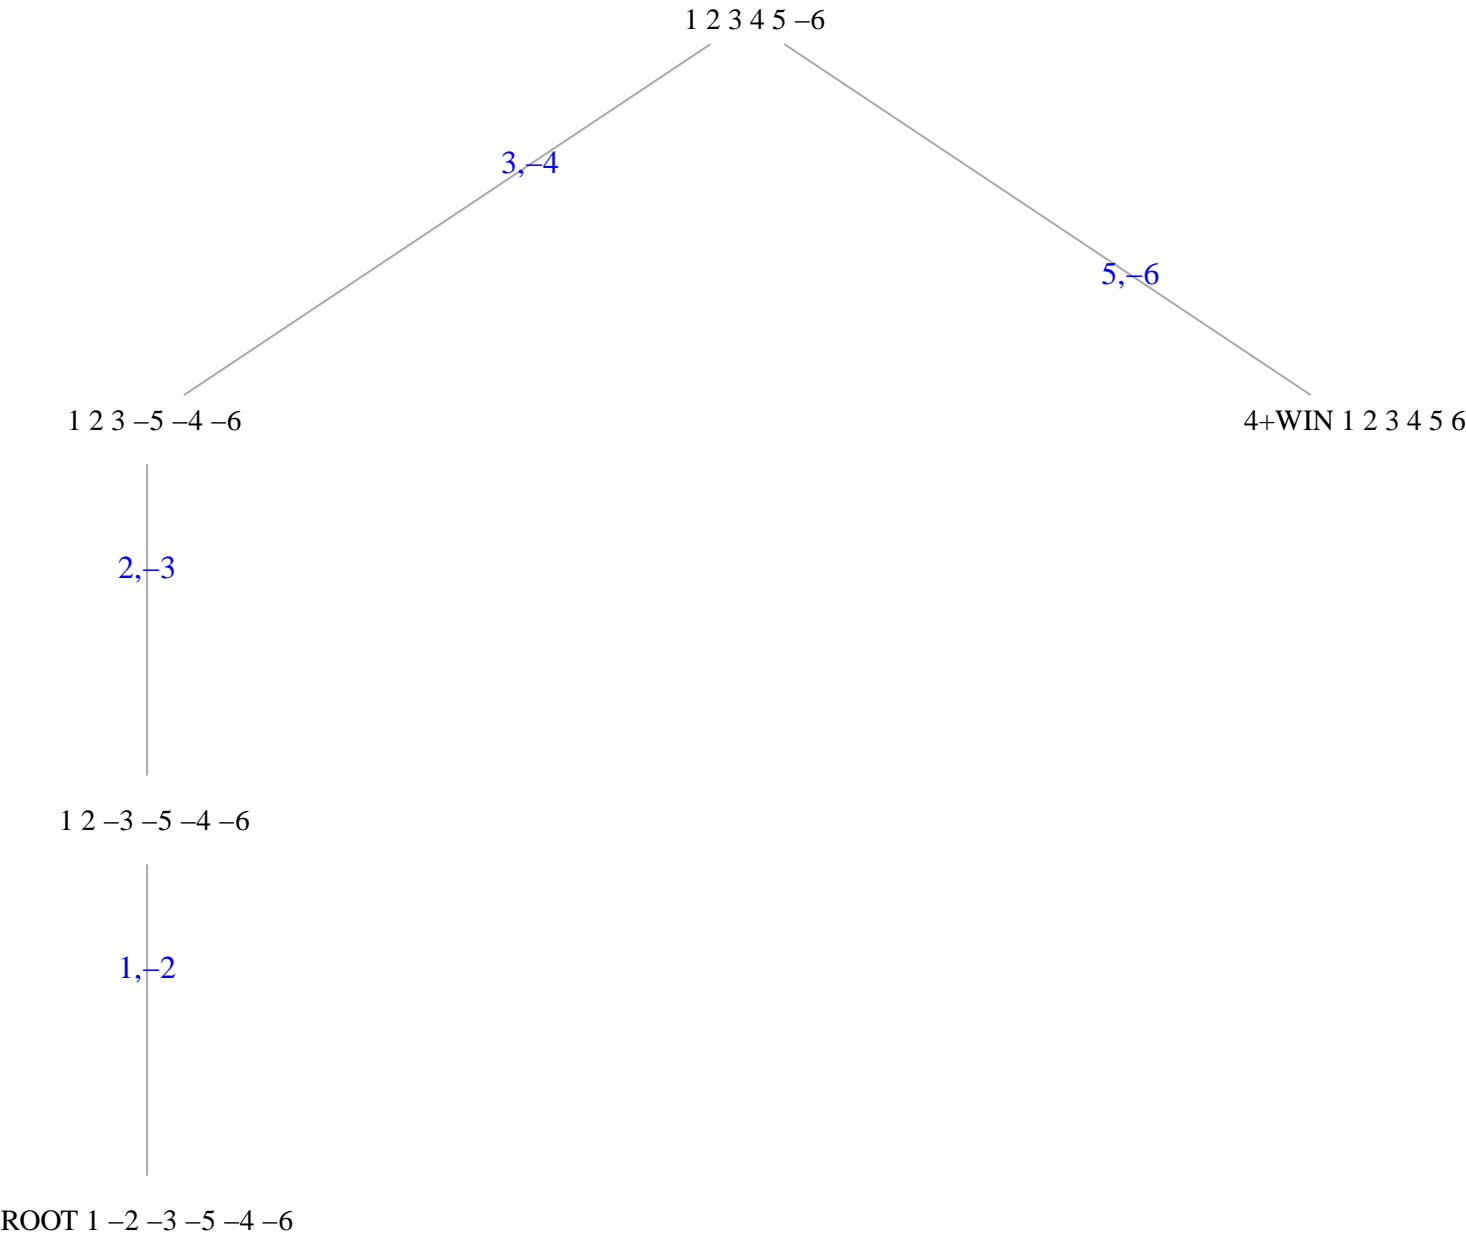 1 2 3 4 5 –6
3,–4
5,–6
1 2 3 –5 –4 –6
4+WIN 1 2 3 4 5 6
2,–3
1 2 –3 –5 –4 –6
1,–2
ROOT 1 –2 –3 –5 –4 –6